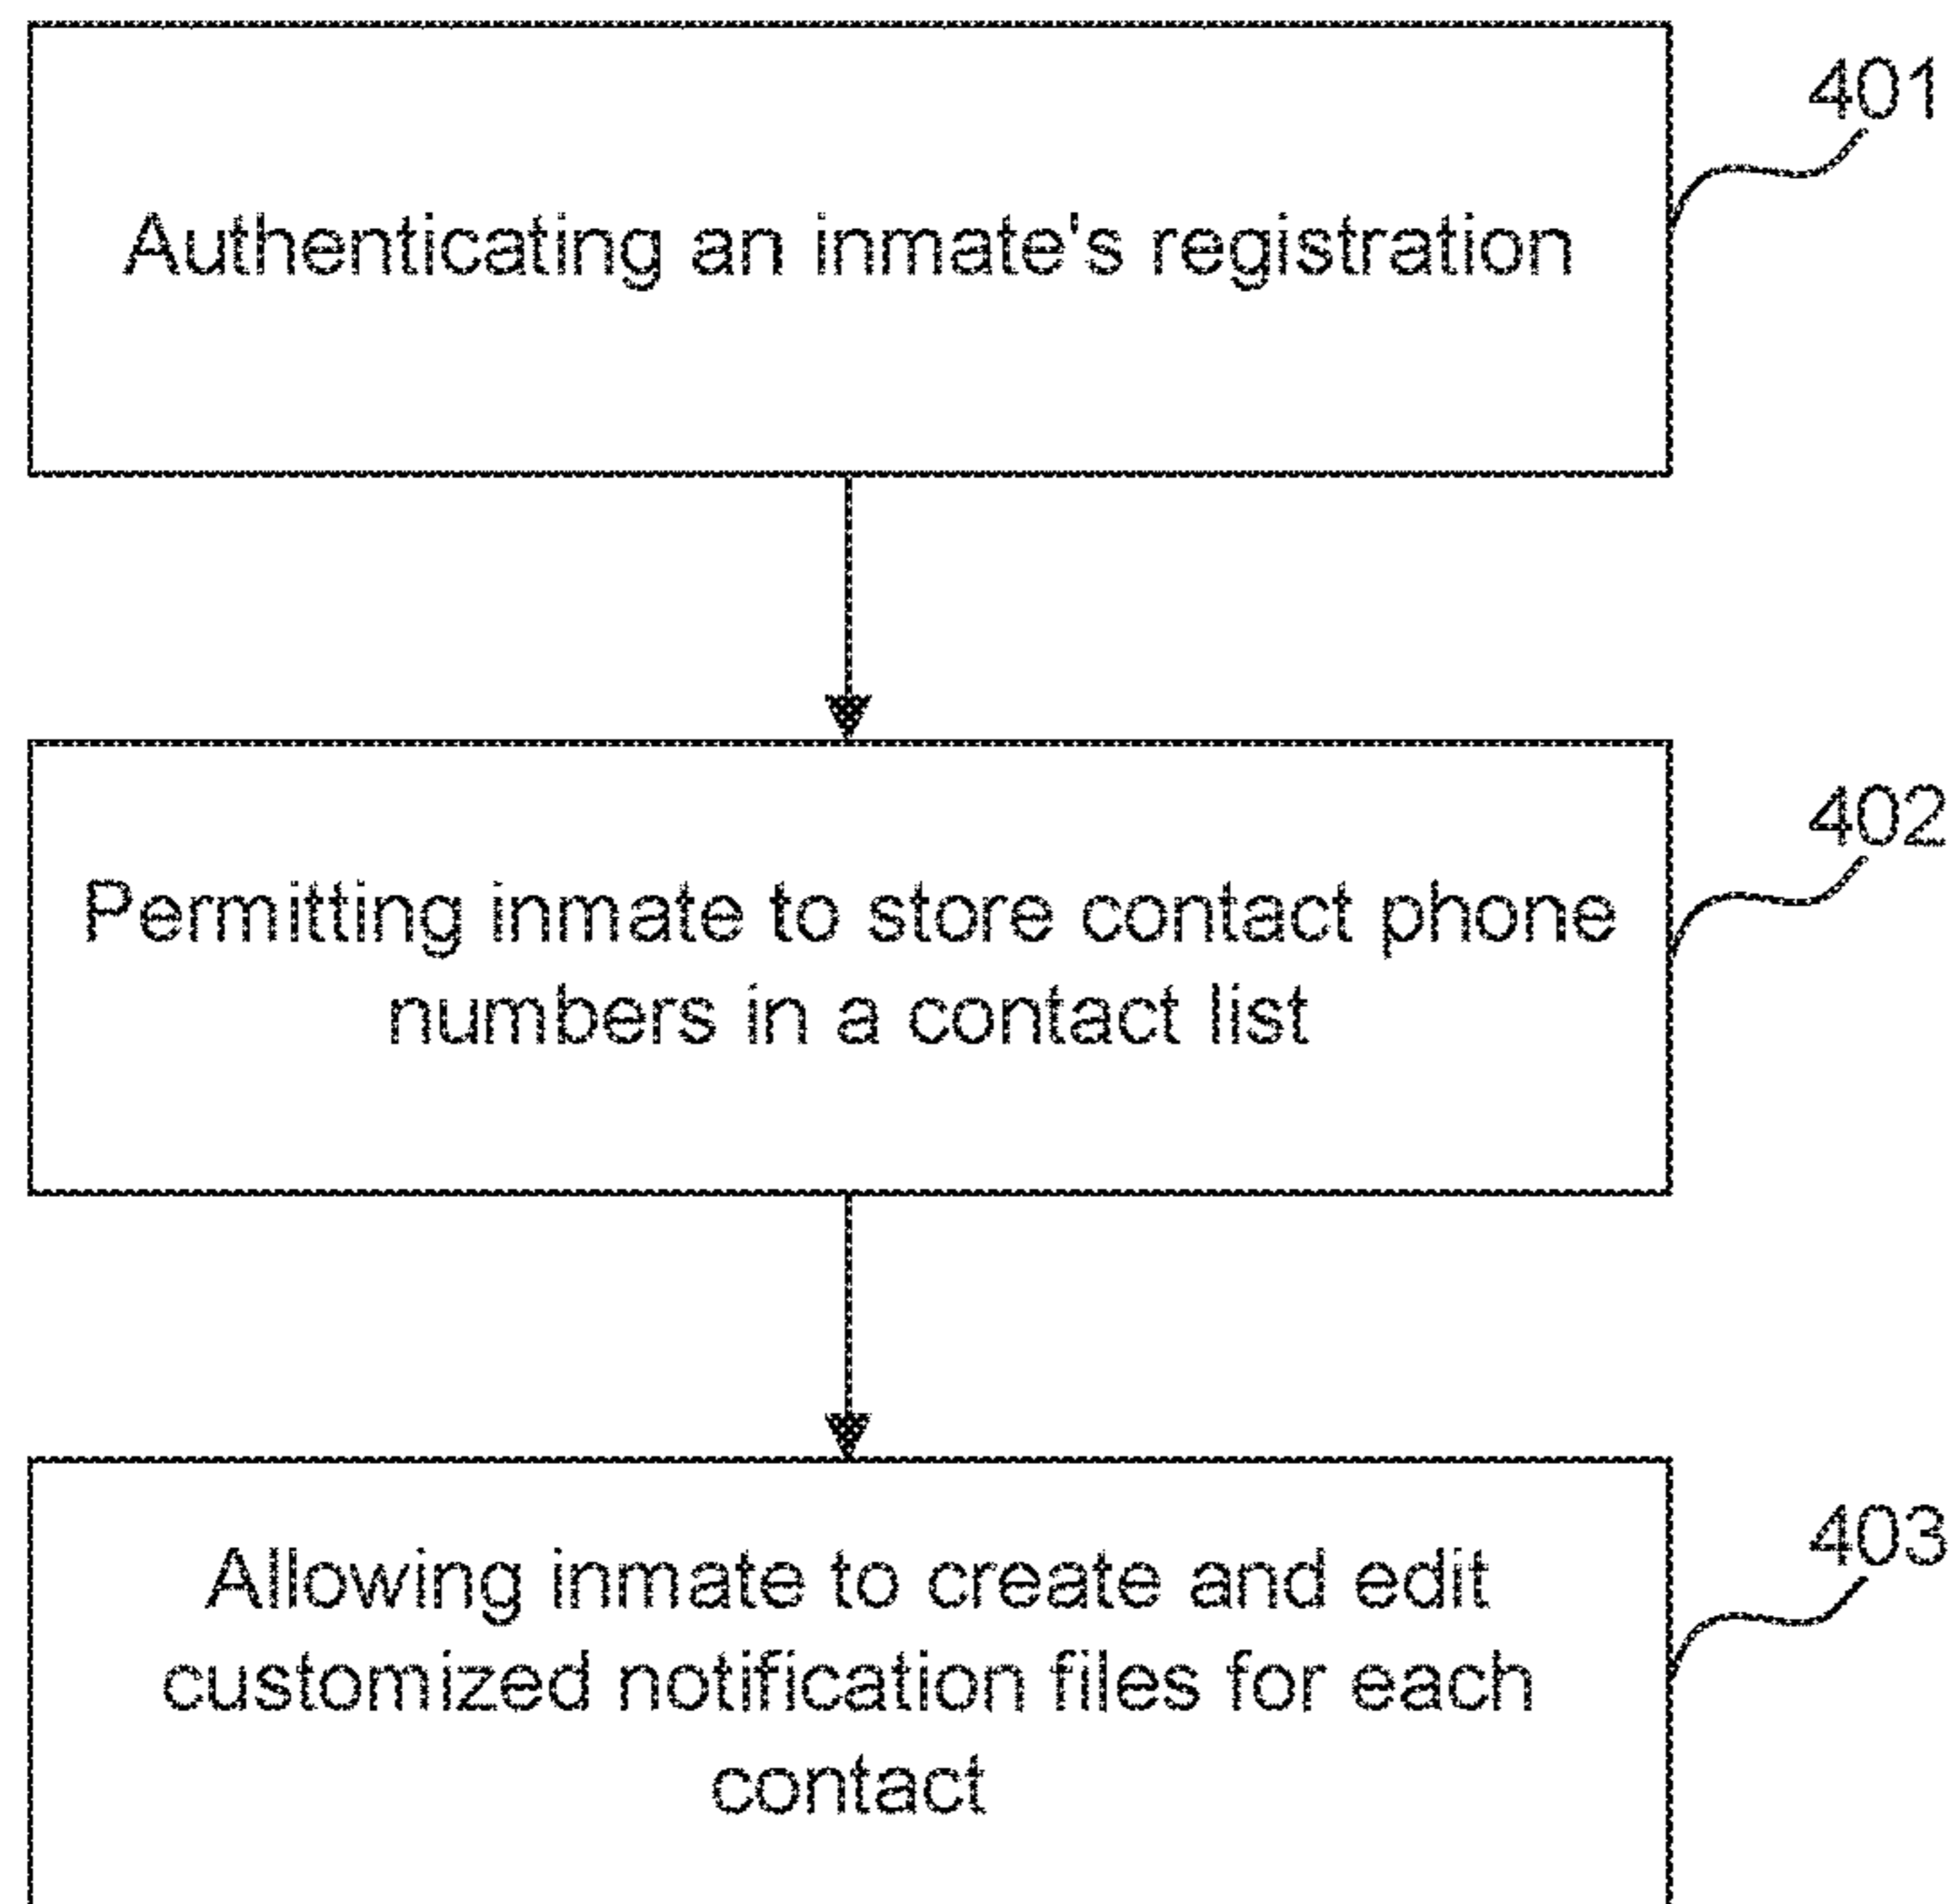 401
Authenticating an inmate's registration
402
Permitting inmate to store contact phone
numbers in a contact list
403
Allowing inmate to create and edit
customized notification files for each
contact